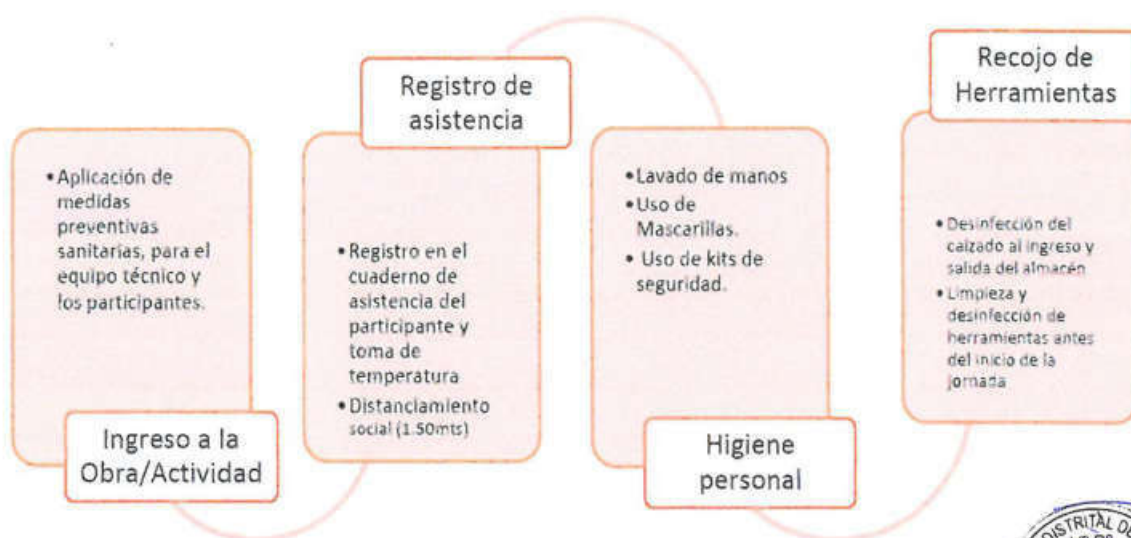 • Aplicación de
medidas
preventivas
sanitarias, para el
equipo técnico y
los participantes.
Ingreso a la
Obra/Actividad
Registro de
asistencia
• Registro en el
cuaderno de
asistencia del
participante y
toma de
temperatura
• Distanciamiento
social (1.50mts)
• Lavado de manos
• Uso de
Mascarillas.
• Uso de kits de
seguridad.
Higiene
personal
Recojo de
Herramientas
• Desinfección del
calzado al ingreso y
salida del almacén
• Limpieza y
desinfección de
herramientas antes
del inicio de la
jornada
DISTRITAL DE